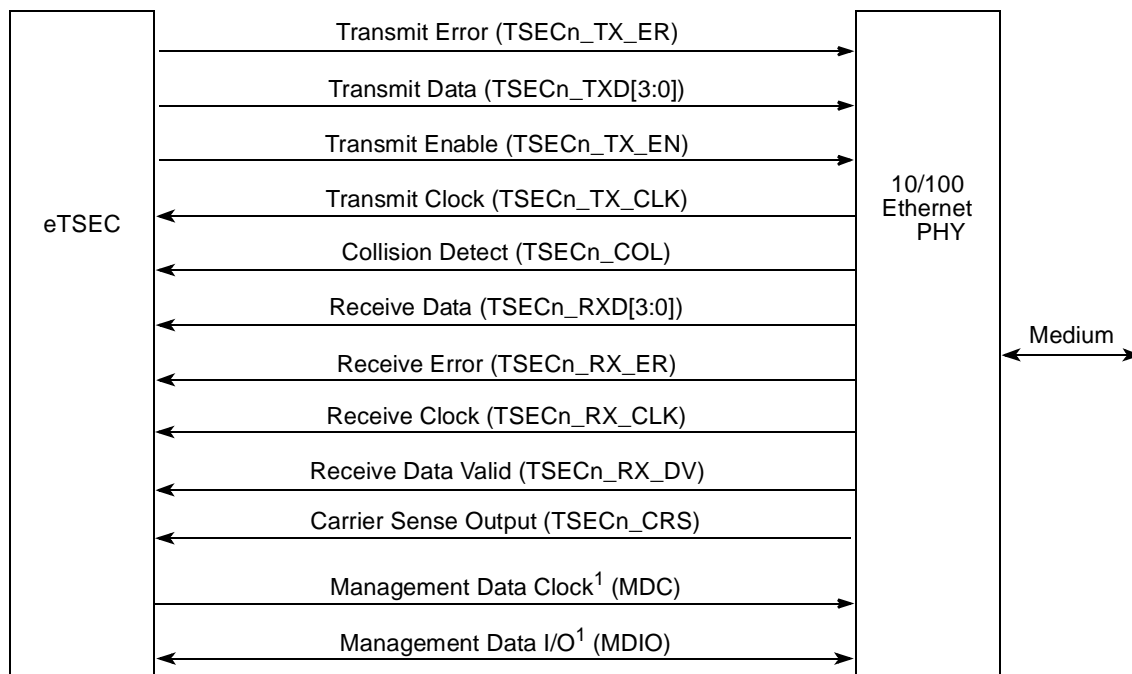 Transmit Error (TSECn_TX_ER)
Transmit Data (TSECn_TXD[3:0])
Transmit Enable (TSECn_TX_EN)
Transmit Clock (TSECn_TX_CLK)
eTSEC
10/100
Ethernet
PHY
Collision Detect (TSECn_COL)
Receive Data (TSECn_RXD[3:0])
Medium
Receive Error (TSECn_RX_ER)
Receive Clock (TSECn_RX_CLK)
Receive Data Valid (TSECn_RX_DV)
Carrier Sense Output (TSECn_CRS)
Management Data Clock¹ (MDC)
Management Data I/O¹ (MDIO)